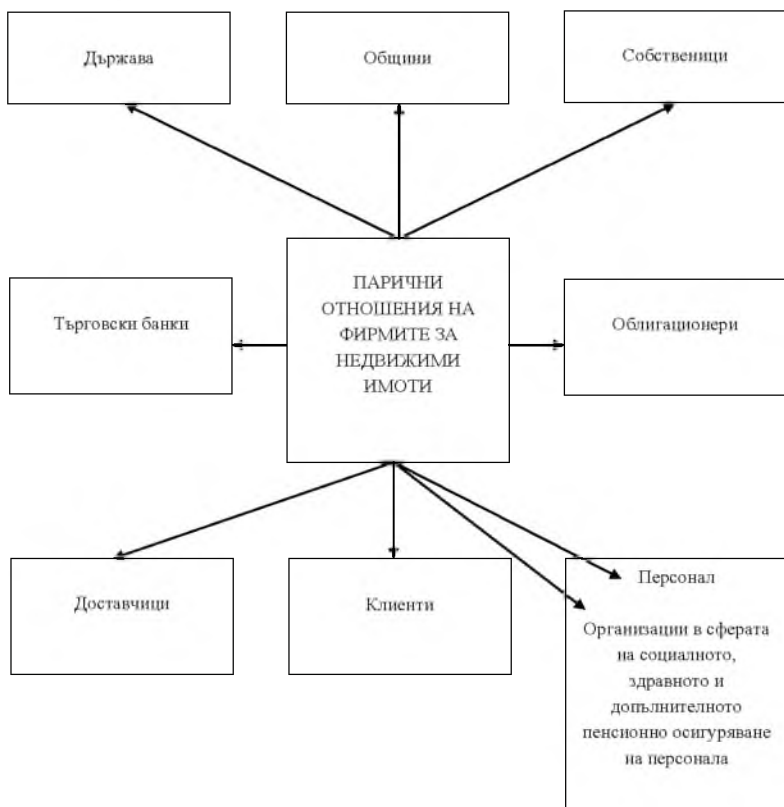 Държава
Общини
Собственици
ПАРИЧНИ
ОТНОШЕНИЯ НА
ФИРМИТЕ ЗА
НЕДВИЖИМИ
ИМОТИ
Търговски банки
Облигационери
Доставчици
Клиенти
Персонал
Организации в сферата
на социалното,
здравното и
допълнителното
пенсионно осигуряване
на персонала